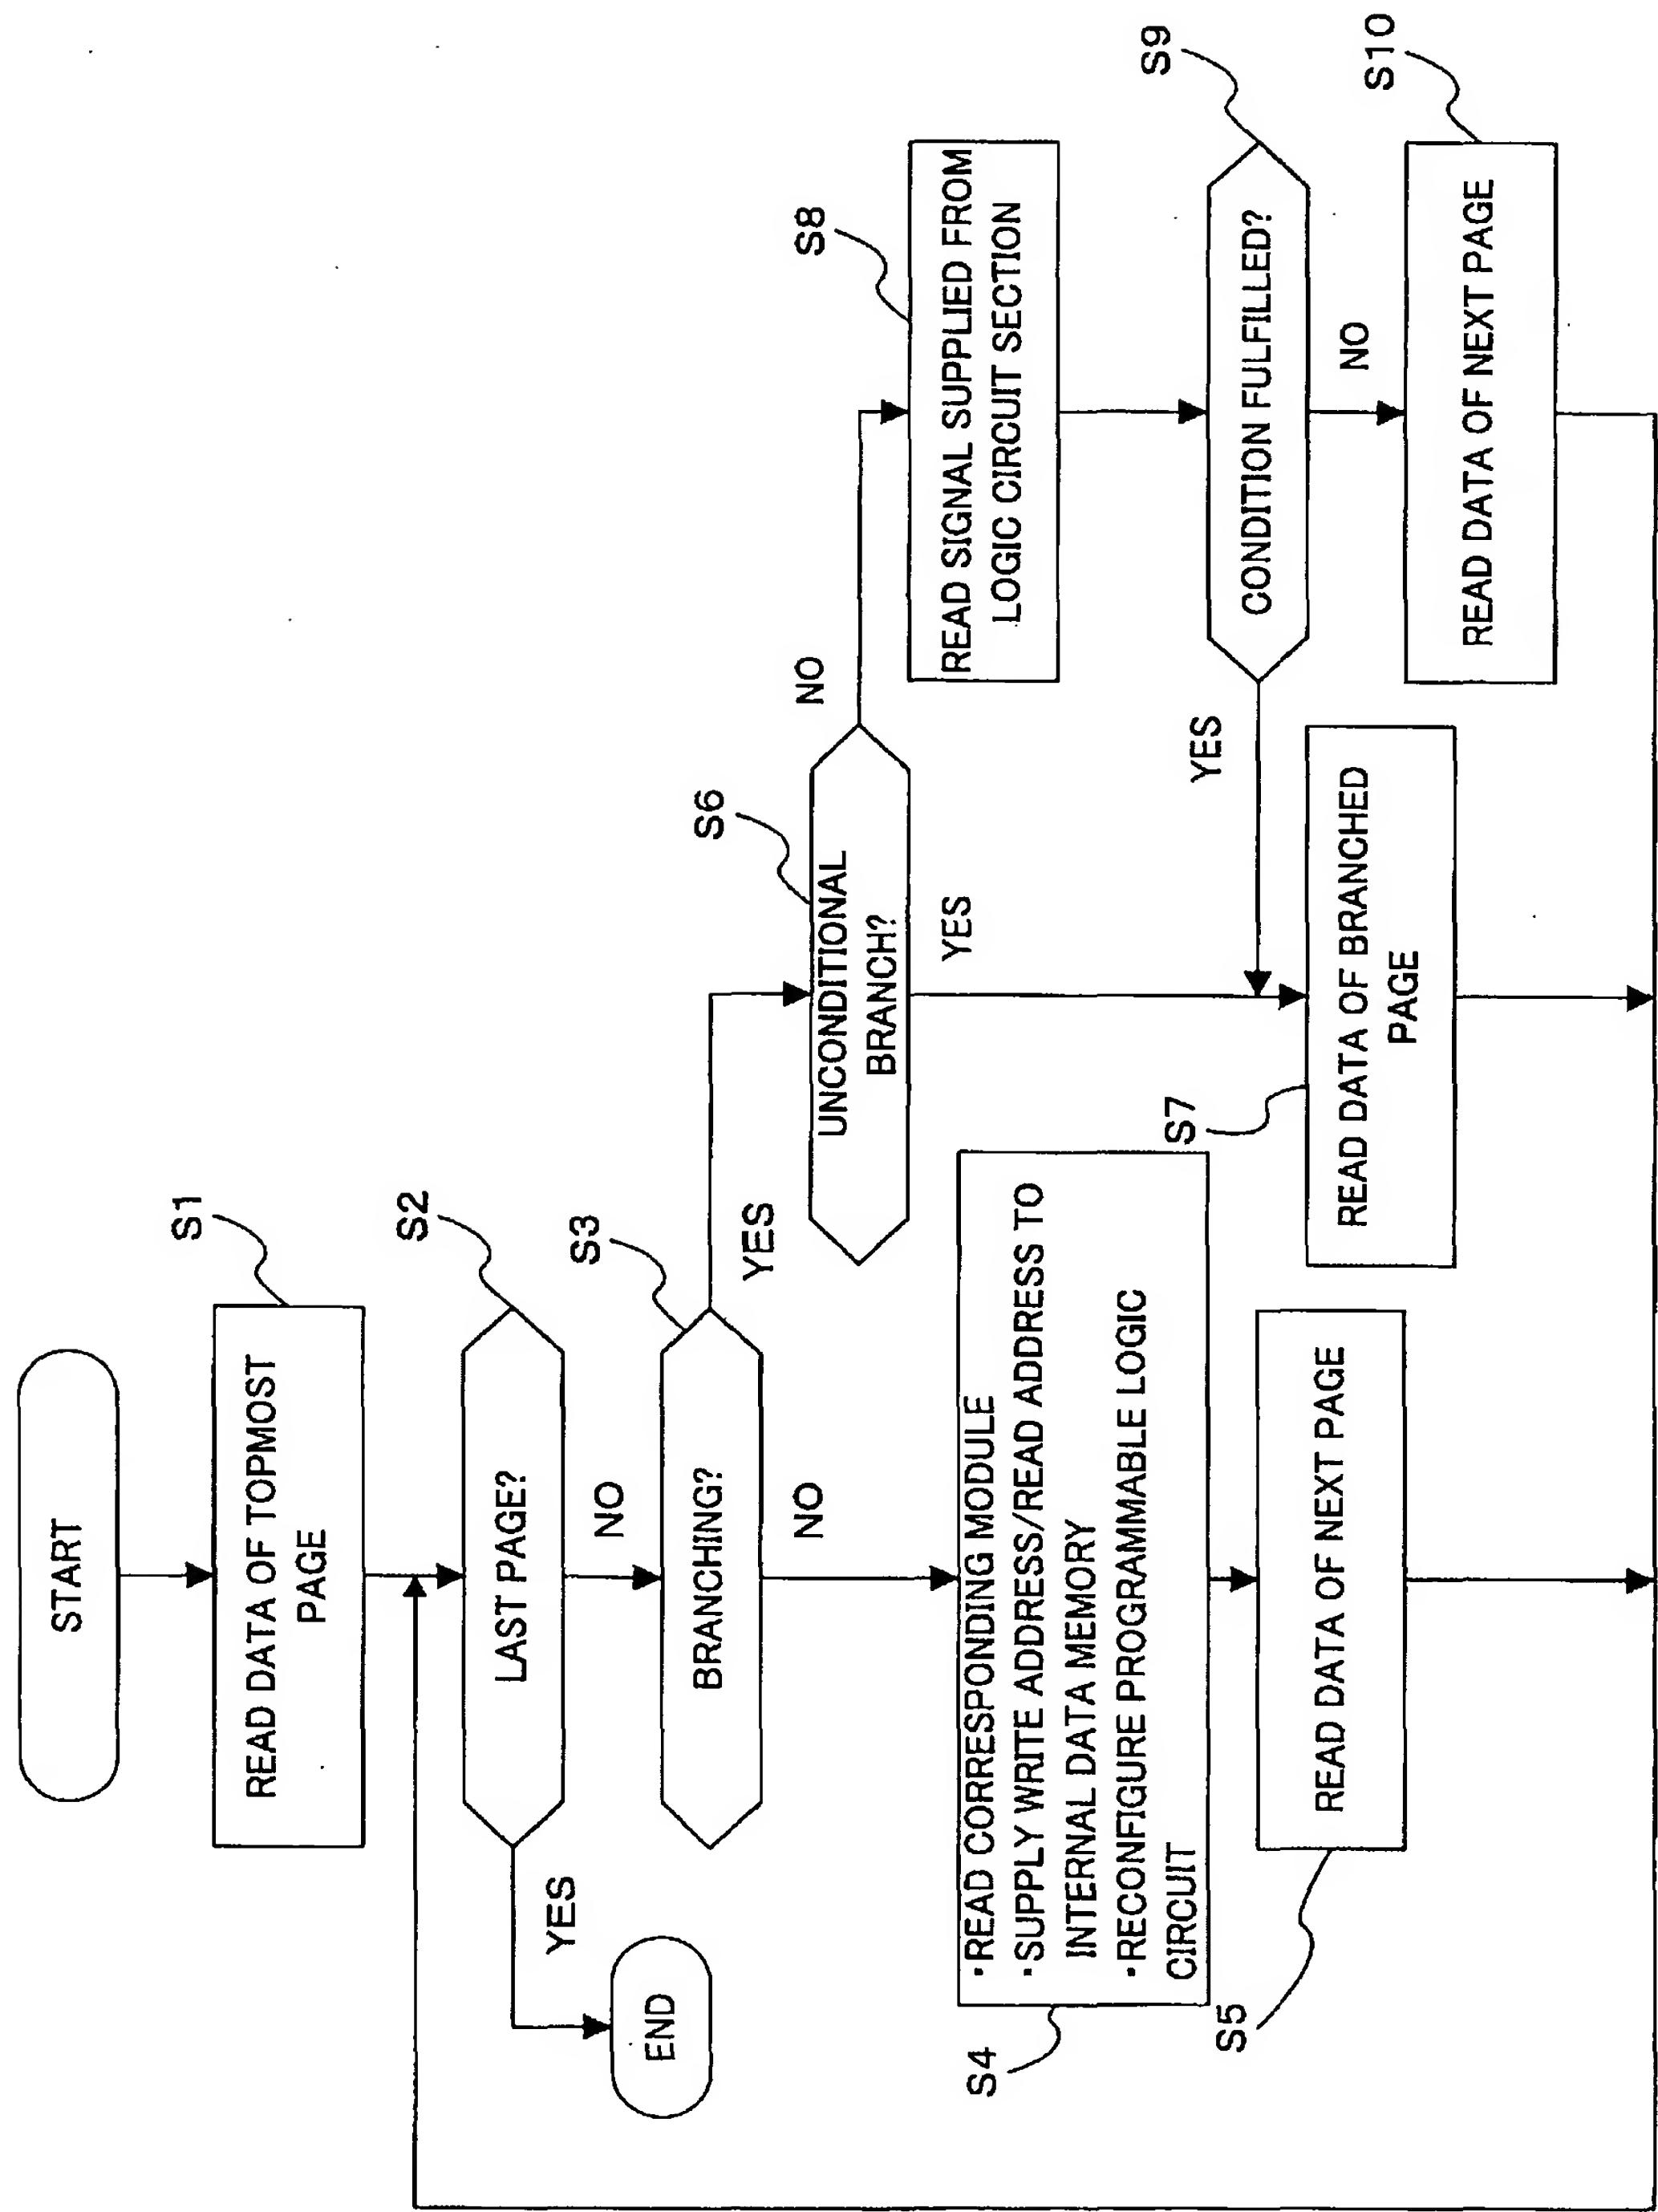 START
S1
READ DATA OF TOPMOST
PAGE
S2
LAST PAGE?
YES
END
NO
S3
BRANCHING?
YES
NO
S4
·READ CORRESPONDING MODULE
·SUPPLY WRITE ADDRESS/READ ADDRESS TO
INTERNAL DATA MEMORY
·RECONFIGURE PROGRAMMABLE LOGIC
CIRCUIT
S5
READ DATA OF NEXT PAGE
S6
UNCONDITIONAL
BRANCH?
NO
YES
S7
READ DATA OF BRANCHED
PAGE
S8
READ SIGNAL SUPPLIED FROM
LOGIC CIRCUIT SECTION
S9
CONDITION FULFILLED?
YES
NO
S10
READ DATA OF NEXT PAGE